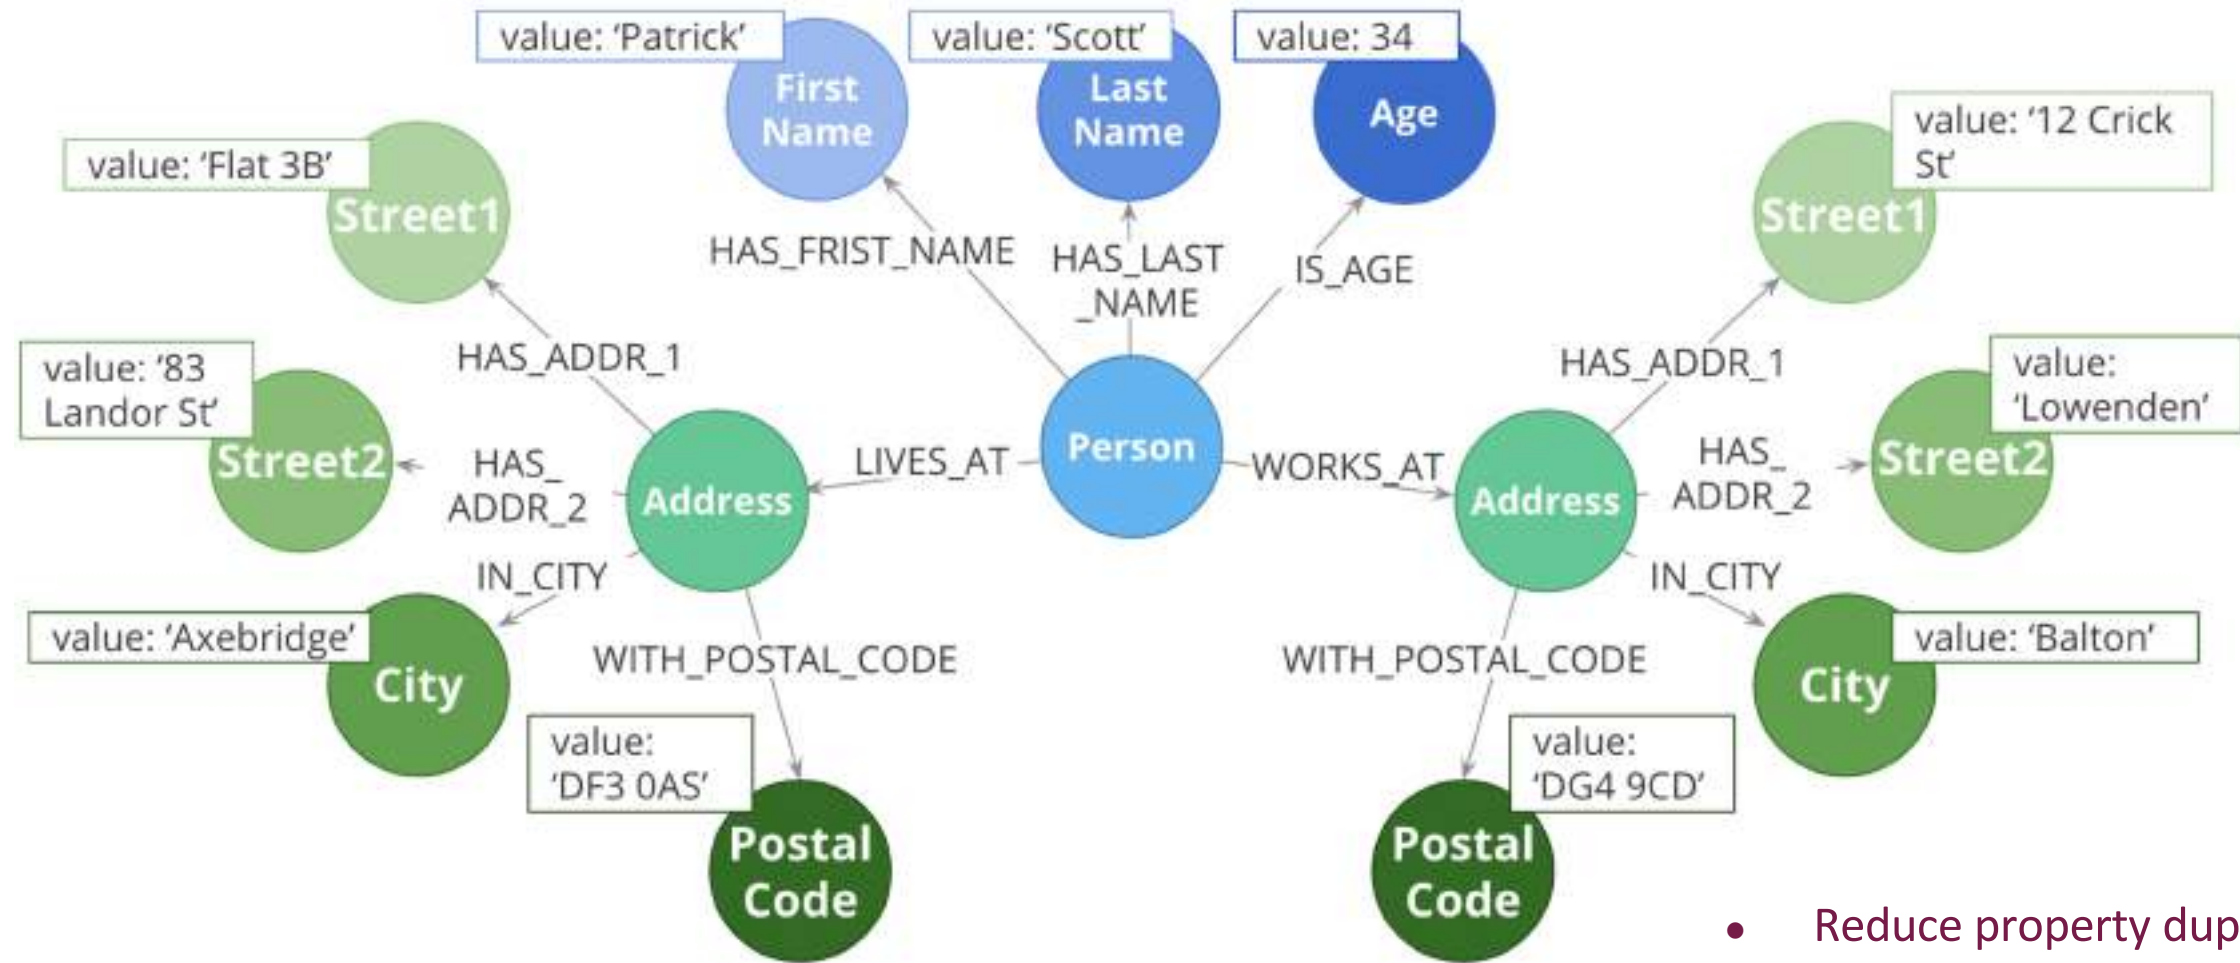 value: ‘Patrick’
value: ‘Scott’
value: 34
First
Name
Last
Name
Age
value: ‘Flat 3B’
Street1
value: ‘12 Crick
St’
Street1
HAS_FRIST_NAME
HAS_LAST
_NAME
IS_AGE
value: ‘83
Landor St’
Street2
HAS_ADDR_1
HAS_ADDR_1
value:
‘Lowenden’
Street2
HAS_
ADDR_2
Address
LIVES_AT
Person
WORKS_AT
Address
HAS_
ADDR_2
IN_CITY
IN_CITY
value: ‘Axebridge’
City
WITH_POSTAL_CODE
WITH_POSTAL_CODE
value: ‘Balton’
City
value:
‘DF3 0AS’
Postal
Code
value:
‘DG4 9CD’
Postal
Code
• Reduce property dup